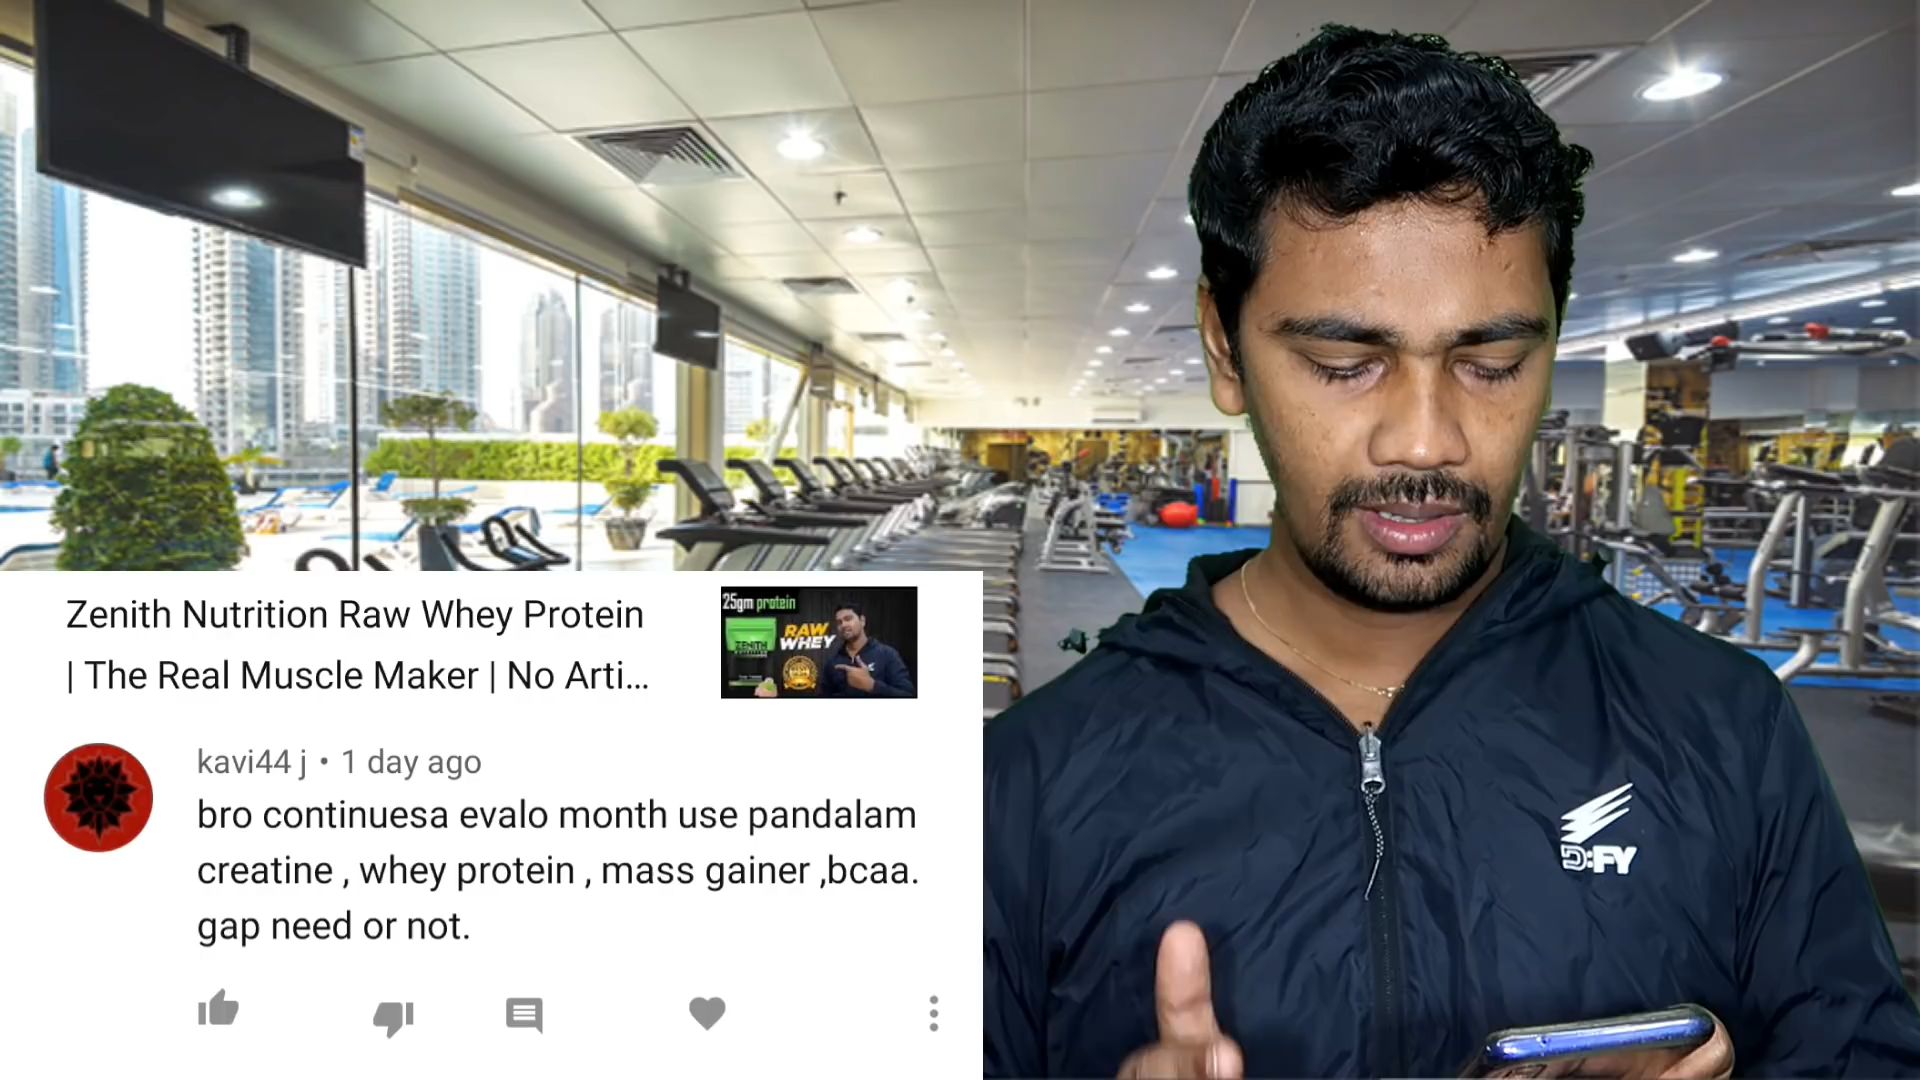 Zenith Nutrition Raw Whey Protein
| The Real Muscle Maker | No Arti...
25gm protein
RAW
WHEY
ZENITH
kavi44 j • 1 day ago
bro continuesa evalo month use pandalam
creatine , whey protein , mass gainer ,bcaa.
gap need or not.
D:FY